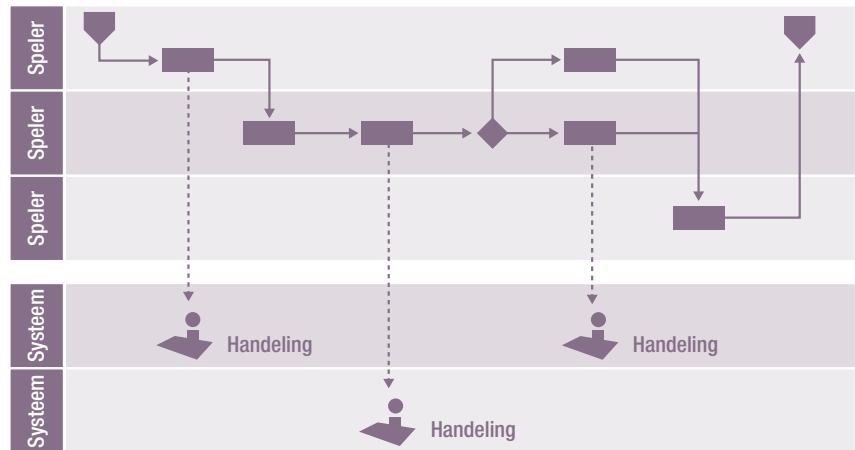 Speler
Speler
Speler
Systeem
Handeling
Handeling
Systeem
Handeling